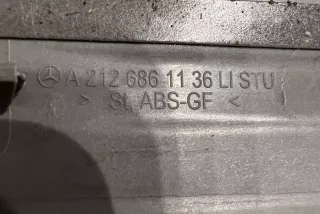 A 212 686 11 36 LI STU
> SL ABS-GF <